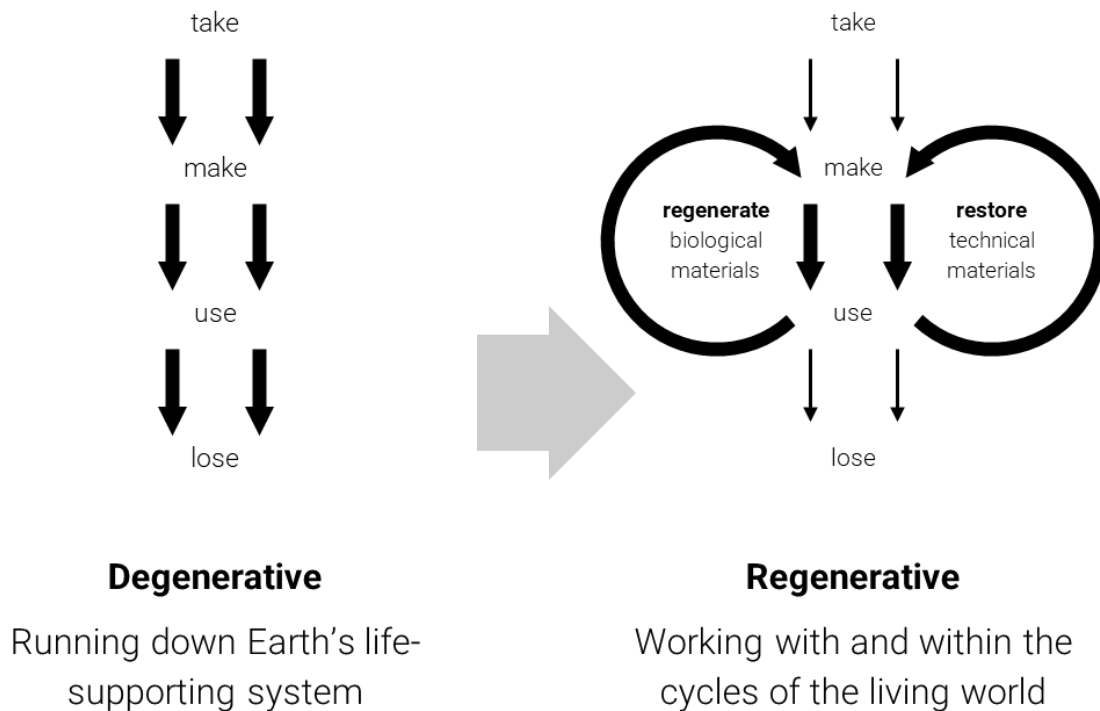 take
make
use
lose
Degenerative
Running down Earth’s life-
supporting system
take
make
regenerate
biological
materials
restore
technical
materials
use
lose
Regenerative
Working with and within the
cycles of the living world